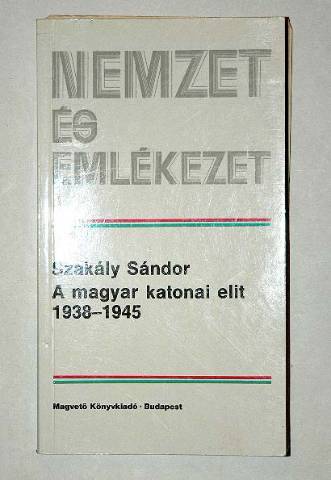 NEMZET
ÉS
EMLÉKEZET
Szakály Sándor
A magyar katonai elit
1938–1945
Magvető Könyvkiadó · Budapest